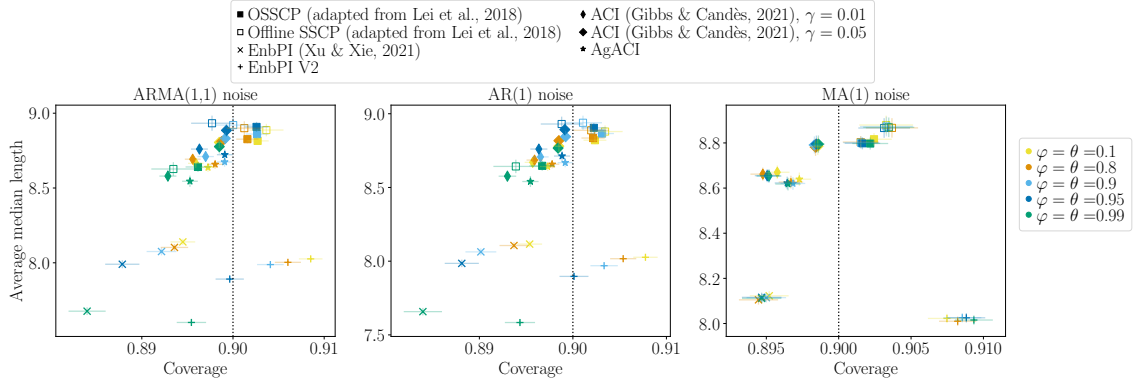 OSSCP (adapted from Lei et al., 2018)
Offline SSCP (adapted from Lei et al., 2018)
EnbPI (Xu & Xie, 2021)
EnbPI V2
ACI (Gibbs & Candès, 2021), γ = 0.01
ACI (Gibbs & Candès, 2021), γ = 0.05
AgACI
ARMA(1,1) noise
AR(1) noise
MA(1) noise
Average median length
9.0
8.5
8.0
0.89
0.90
0.91
Coverage
9.0
8.5
8.0
7.5
0.89
0.90
0.91
Coverage
8.8
8.6
8.4
8.2
8.0
0.895
0.900
0.905
0.910
Coverage
φ = θ =0.1
φ = θ =0.8
φ = θ =0.9
φ = θ =0.95
φ = θ =0.99